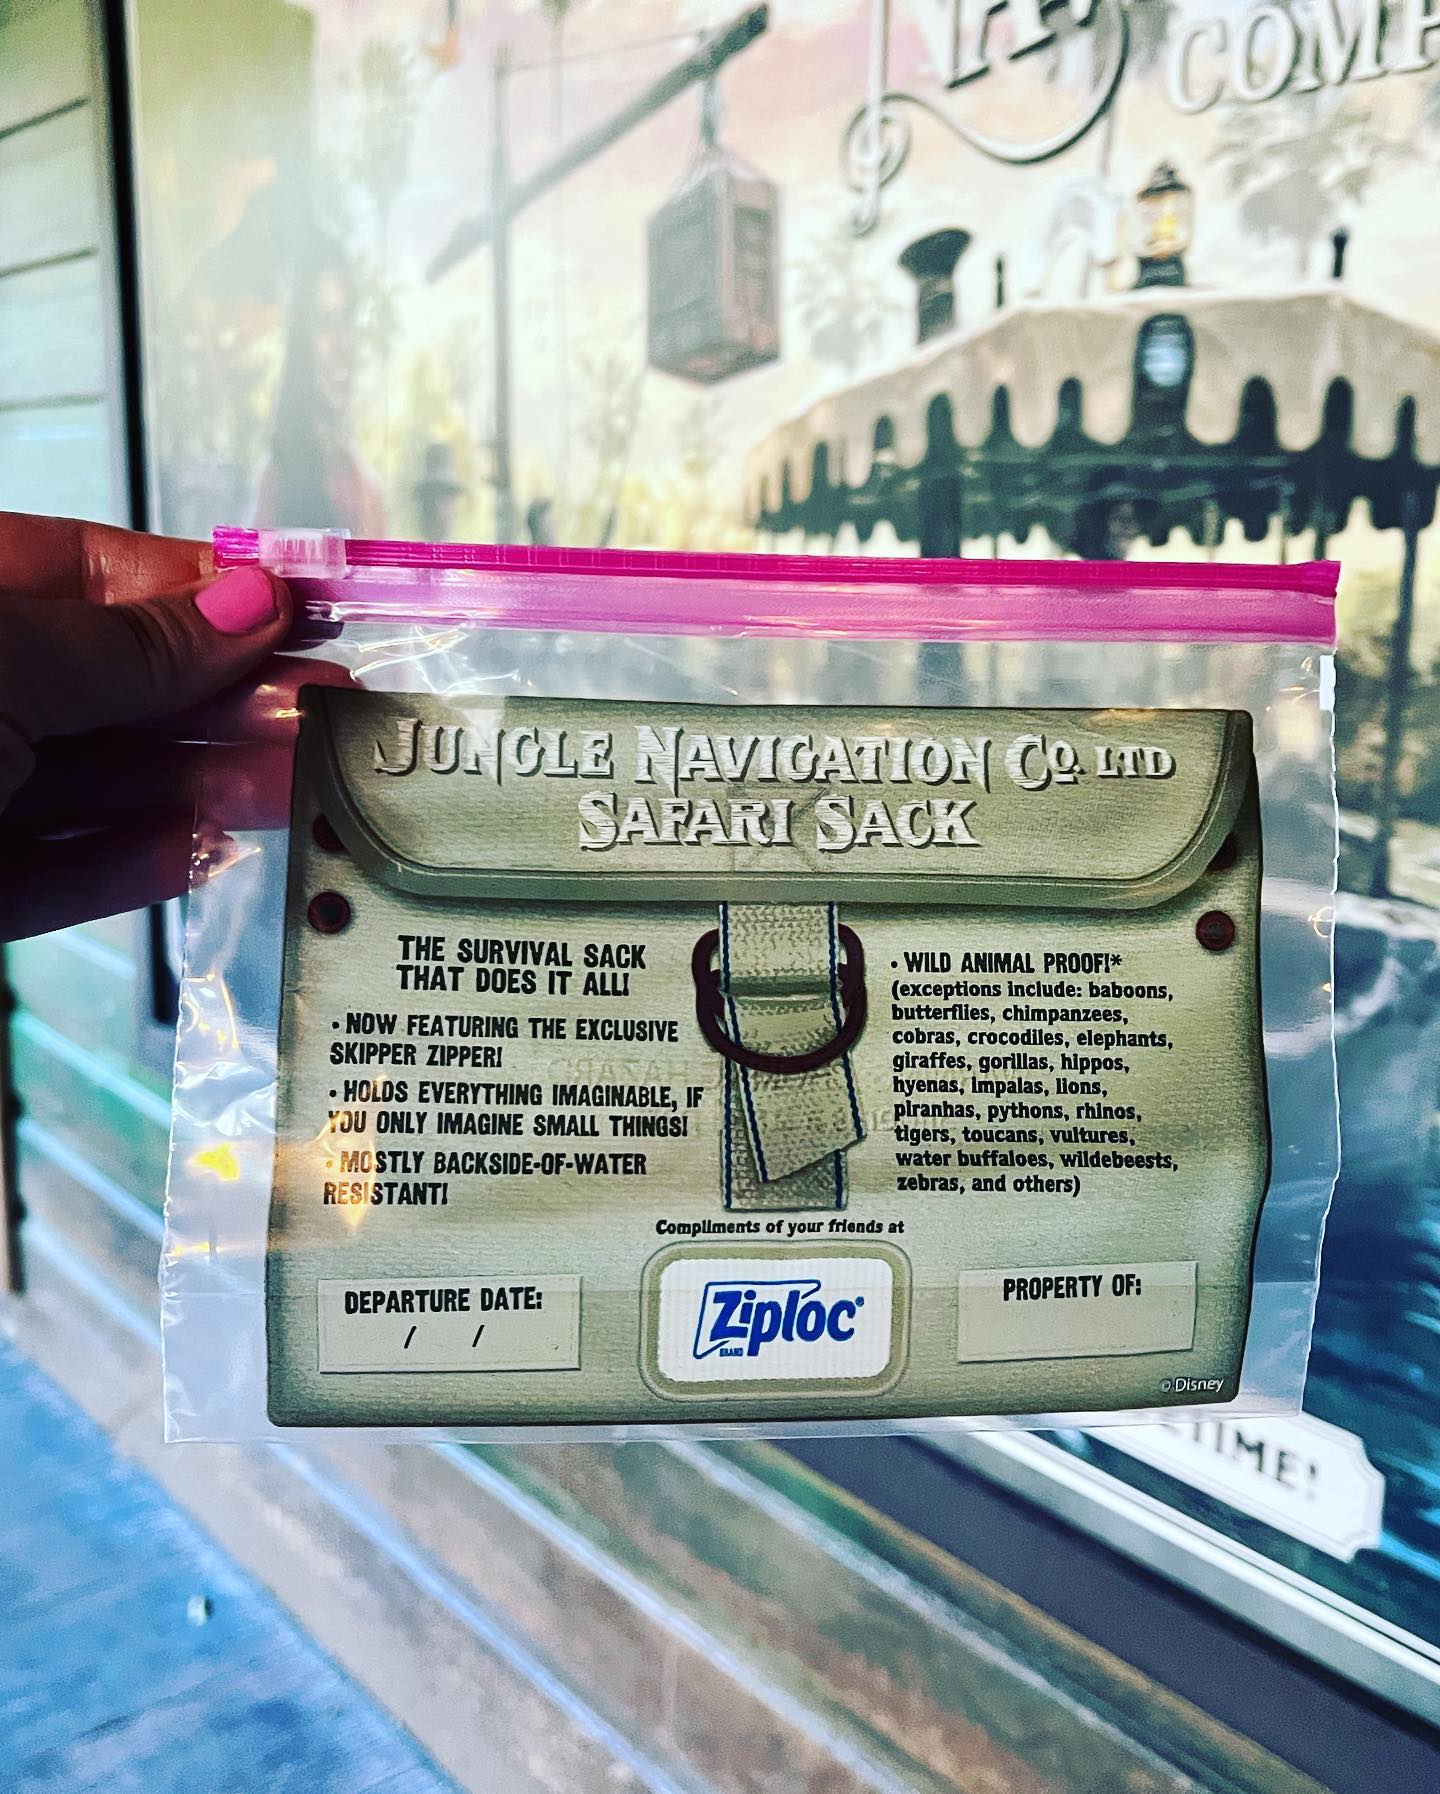 COMP
JUNGLE NAVIGATION CO. LTD
SAFARI SACK
THE SURVIVAL SACK
THAT DOES IT ALL!
• NOW FEATURING THE EXCLUSIVE
SKIPPER ZIPPER!
• HOLDS EVERYTHING IMAGINABLE, IF
YOU ONLY IMAGINE SMALL THINGS!
• MOSTLY BACKSIDE-OF-WATER
RESISTANT!
• WILD ANIMAL PROOF!*
(exceptions include: baboons,
butterflies, chimpanzees,
cobras, crocodiles, elephants,
giraffes, gorillas, hippos,
hyenas, impalas, lions,
piranhas, pythons, rhinos,
tigers, toucans, vultures,
water buffaloes, wildebeests,
zebras, and others)
Compliments of your friends at
Ziploc®
BRAND
DEPARTURE DATE:
/ /
PROPERTY OF:
© Disney
TIME!